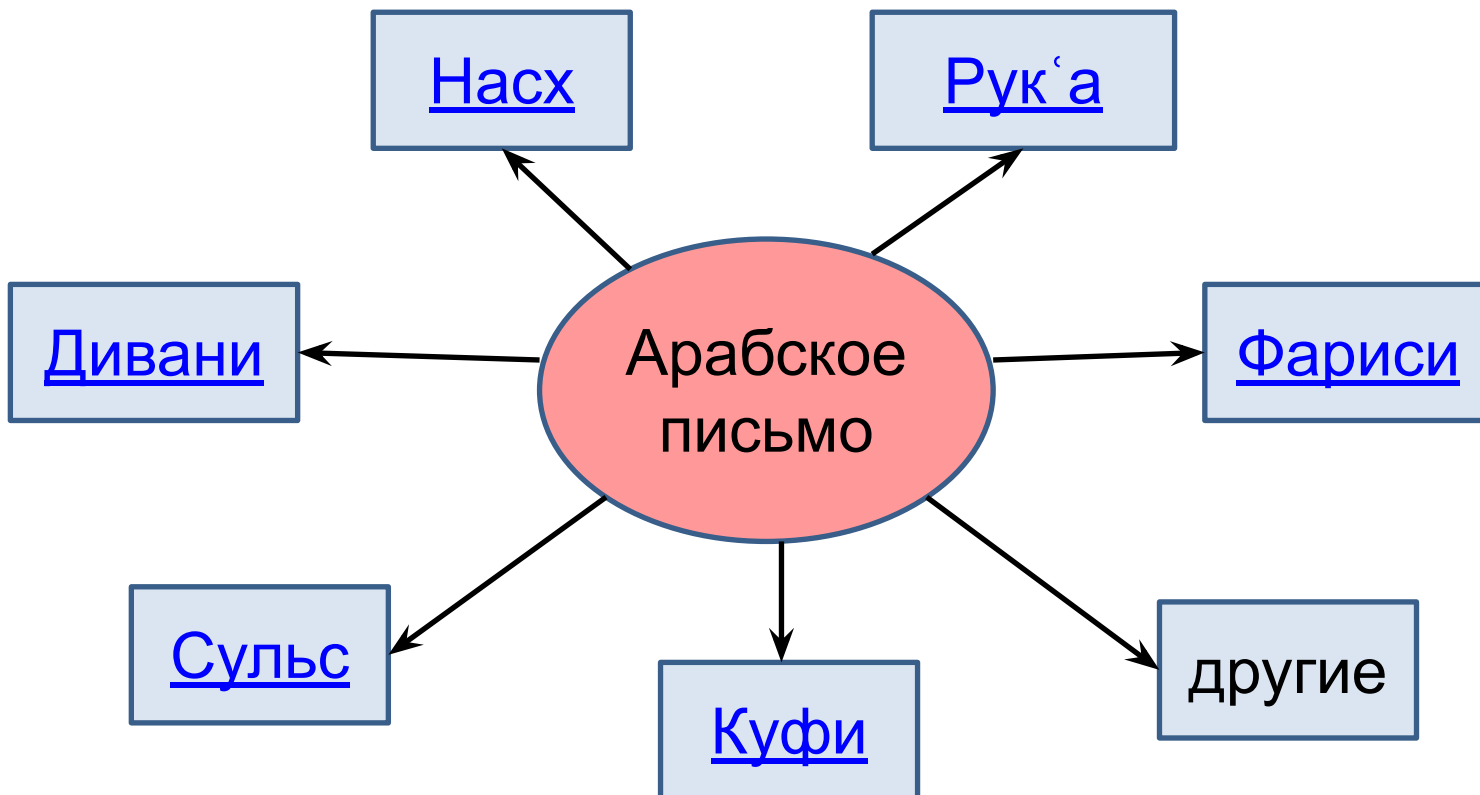 Насх
Рукʿа
Дивани
Арабское
письмо
Фариси
Сульс
Куфи
другие